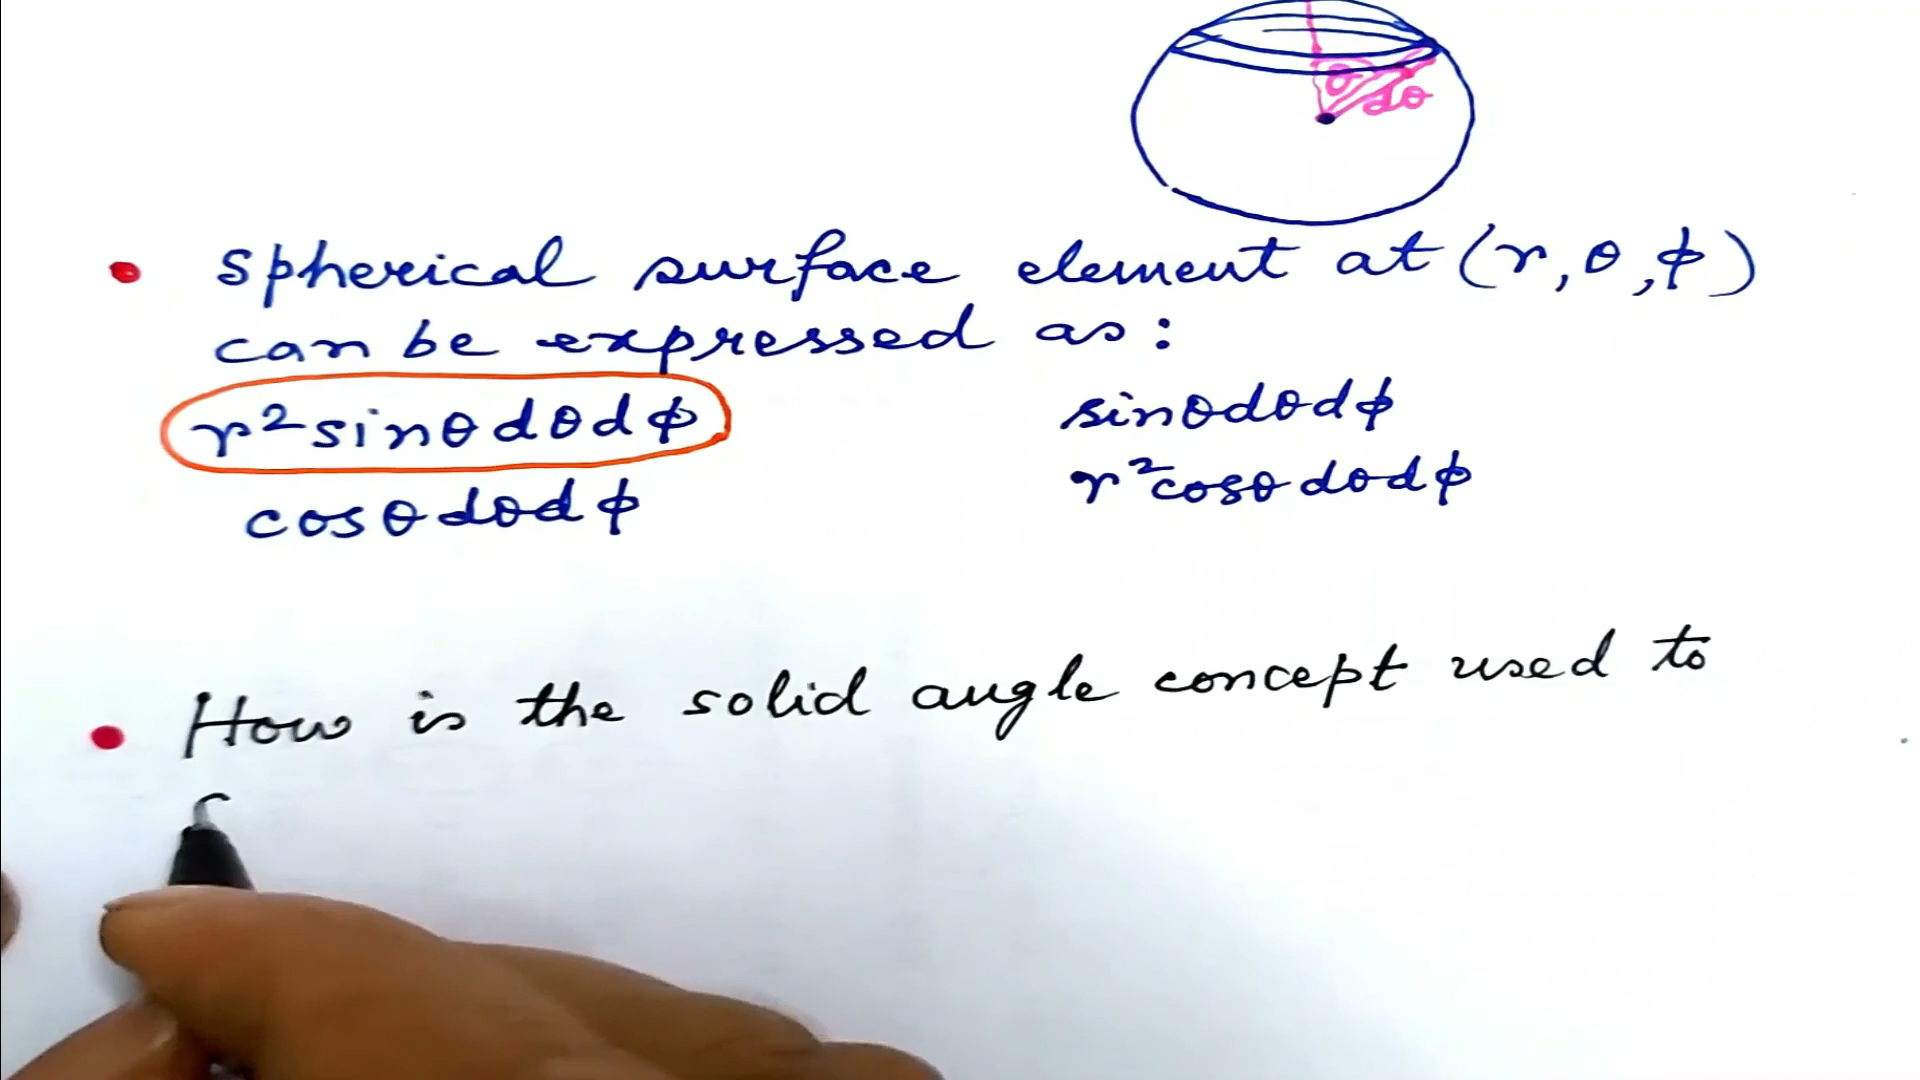 θ
dθ
spherical surface element at (r, θ, ϕ)
can be expressed as:
r²sinθdθdϕ
sinθdθdϕ
cosθdθdϕ
r²cosθdθdϕ
How is the solid angle concept used to